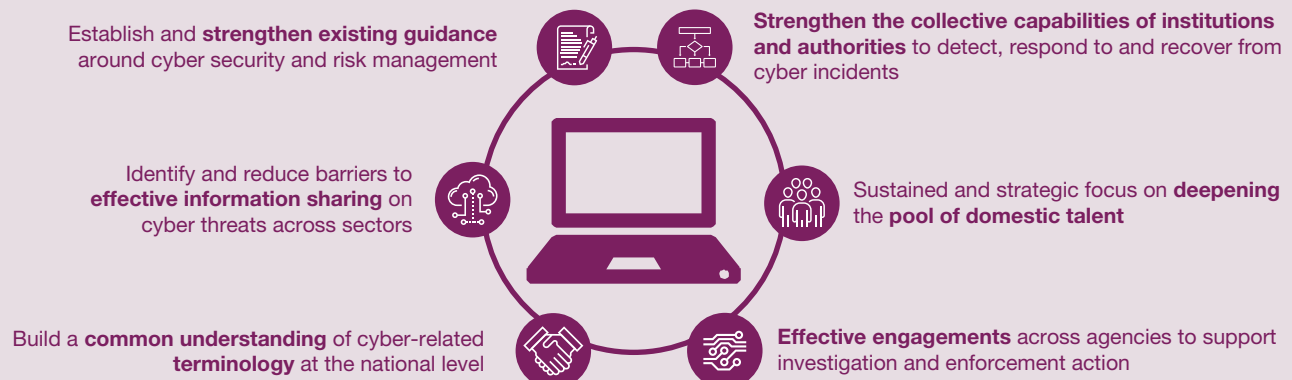 Establish and strengthen existing guidance
around cyber security and risk management
Strengthen the collective capabilities of institutions
and authorities to detect, respond to and recover from
cyber incidents
Identify and reduce barriers to
effective information sharing on
cyber threats across sectors
Sustained and strategic focus on deepening
the pool of domestic talent
Build a common understanding of cyber-related
terminology at the national level
Effective engagements across agencies to support
investigation and enforcement action